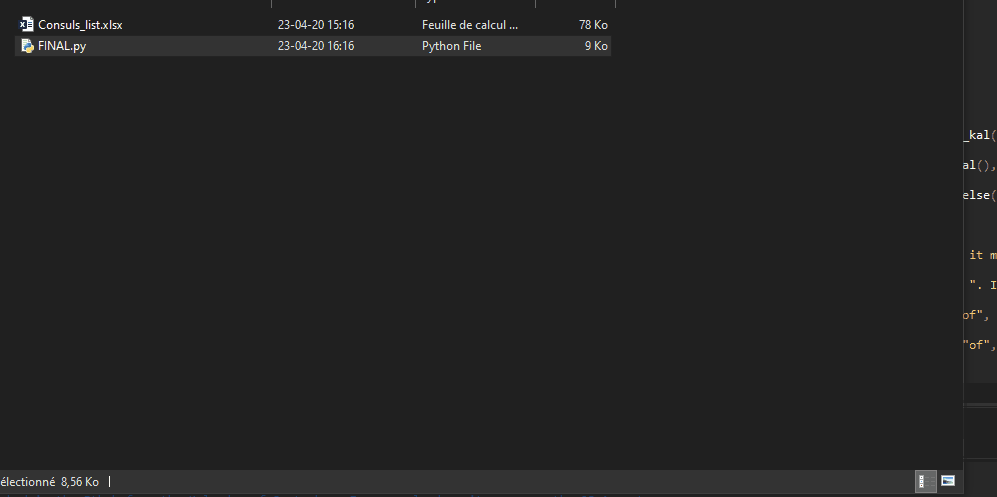 Consuls_list.xlsx 23-04-20 15:16 Feuille de calcul ... 78 Ko
FINAL.py 23-04-20 16:16 Python File 9 Ko
_kal(
al(),
else(
it m
". I
of",
"of",
électionné 8,56 Ko